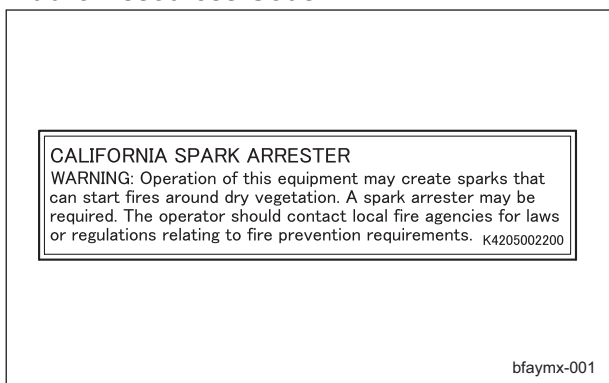 CALIFORNIA SPARK ARRESTER
WARNING: Operation of this equipment may create sparks that
can start fires around dry vegetation. A spark arrester may be
required. The operator should contact local fire agencies for laws
or regulations relating to fire prevention requirements. K4205002200
bfaymx-001